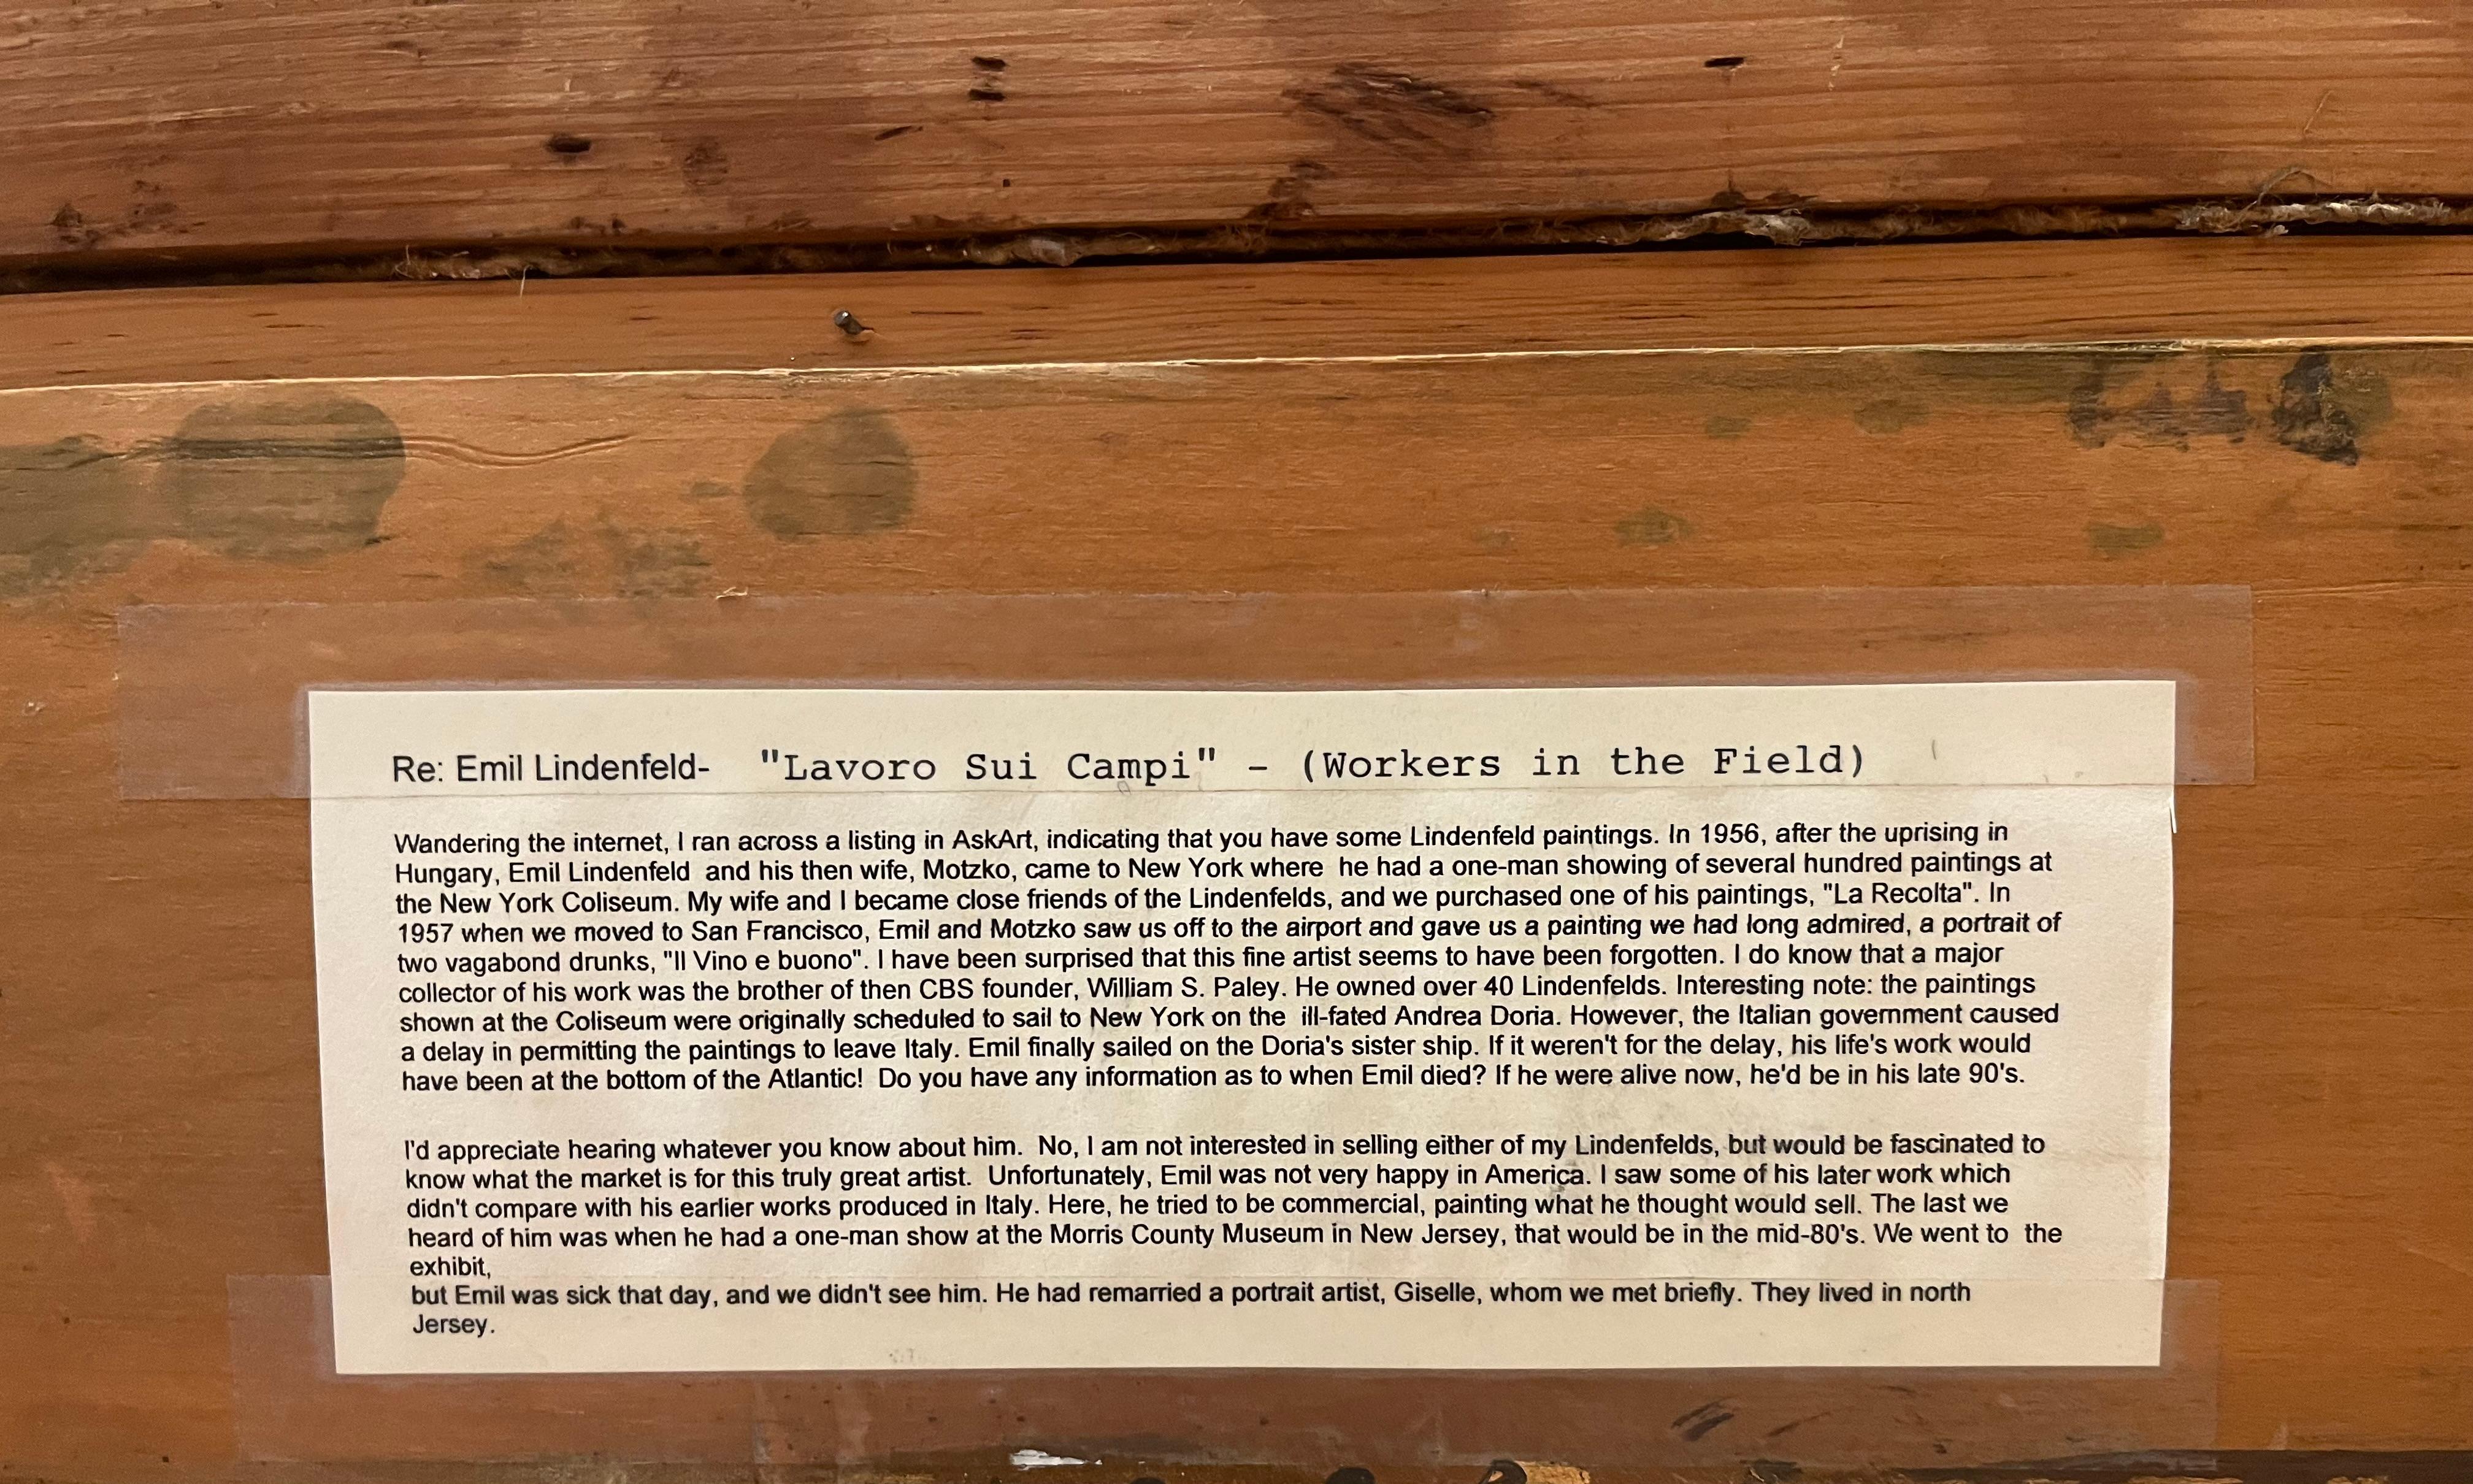 Re: Emil Lindenfeld- "Lavoro Sui Campi" - (Workers in the Field)
Wandering the internet, I ran across a listing in AskArt, indicating that you have some Lindenfeld paintings. In 1956, after the uprising in
Hungary, Emil Lindenfeld and his then wife, Motzko, came to New York where he had a one-man showing of several hundred paintings at
the New York Coliseum. My wife and I became close friends of the Lindenfelds, and we purchased one of his paintings, "La Recolta". In
1957 when we moved to San Francisco, Emil and Motzko saw us off to the airport and gave us a painting we had long admired, a portrait of
two vagabond drunks, "Il Vino e buono". I have been surprised that this fine artist seems to have been forgotten. I do know that a major
collector of his work was the brother of then CBS founder, William S. Paley. He owned over 40 Lindenfelds. Interesting note: the paintings
shown at the Coliseum were originally scheduled to sail to New York on the ill-fated Andrea Doria. However, the Italian government caused
a delay in permitting the paintings to leave Italy. Emil finally sailed on the Doria's sister ship. If it weren't for the delay, his life's work would
have been at the bottom of the Atlantic! Do you have any information as to when Emil died? If he were alive now, he'd be in his late 90's.
I'd appreciate hearing whatever you know about him. No, I am not interested in selling either of my Lindenfelds, but would be fascinated to
know what the market is for this truly great artist. Unfortunately, Emil was not very happy in America. I saw some of his later work which
didn't compare with his earlier works produced in Italy. Here, he tried to be commercial, painting what he thought would sell. The last we
heard of him was when he had a one-man show at the Morris County Museum in New Jersey, that would be in the mid-80's. We went to the
exhibit,
but Emil was sick that day, and we didn't see him. He had remarried a portrait artist, Giselle, whom we met briefly. They lived in north
Jersey.